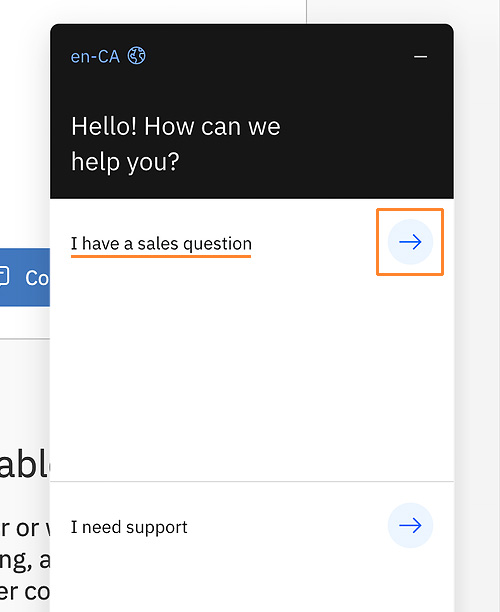 en-CA
Hello! How can we
help you?
I have a sales question
Co
abl
I need support
r or
ng, a
er co